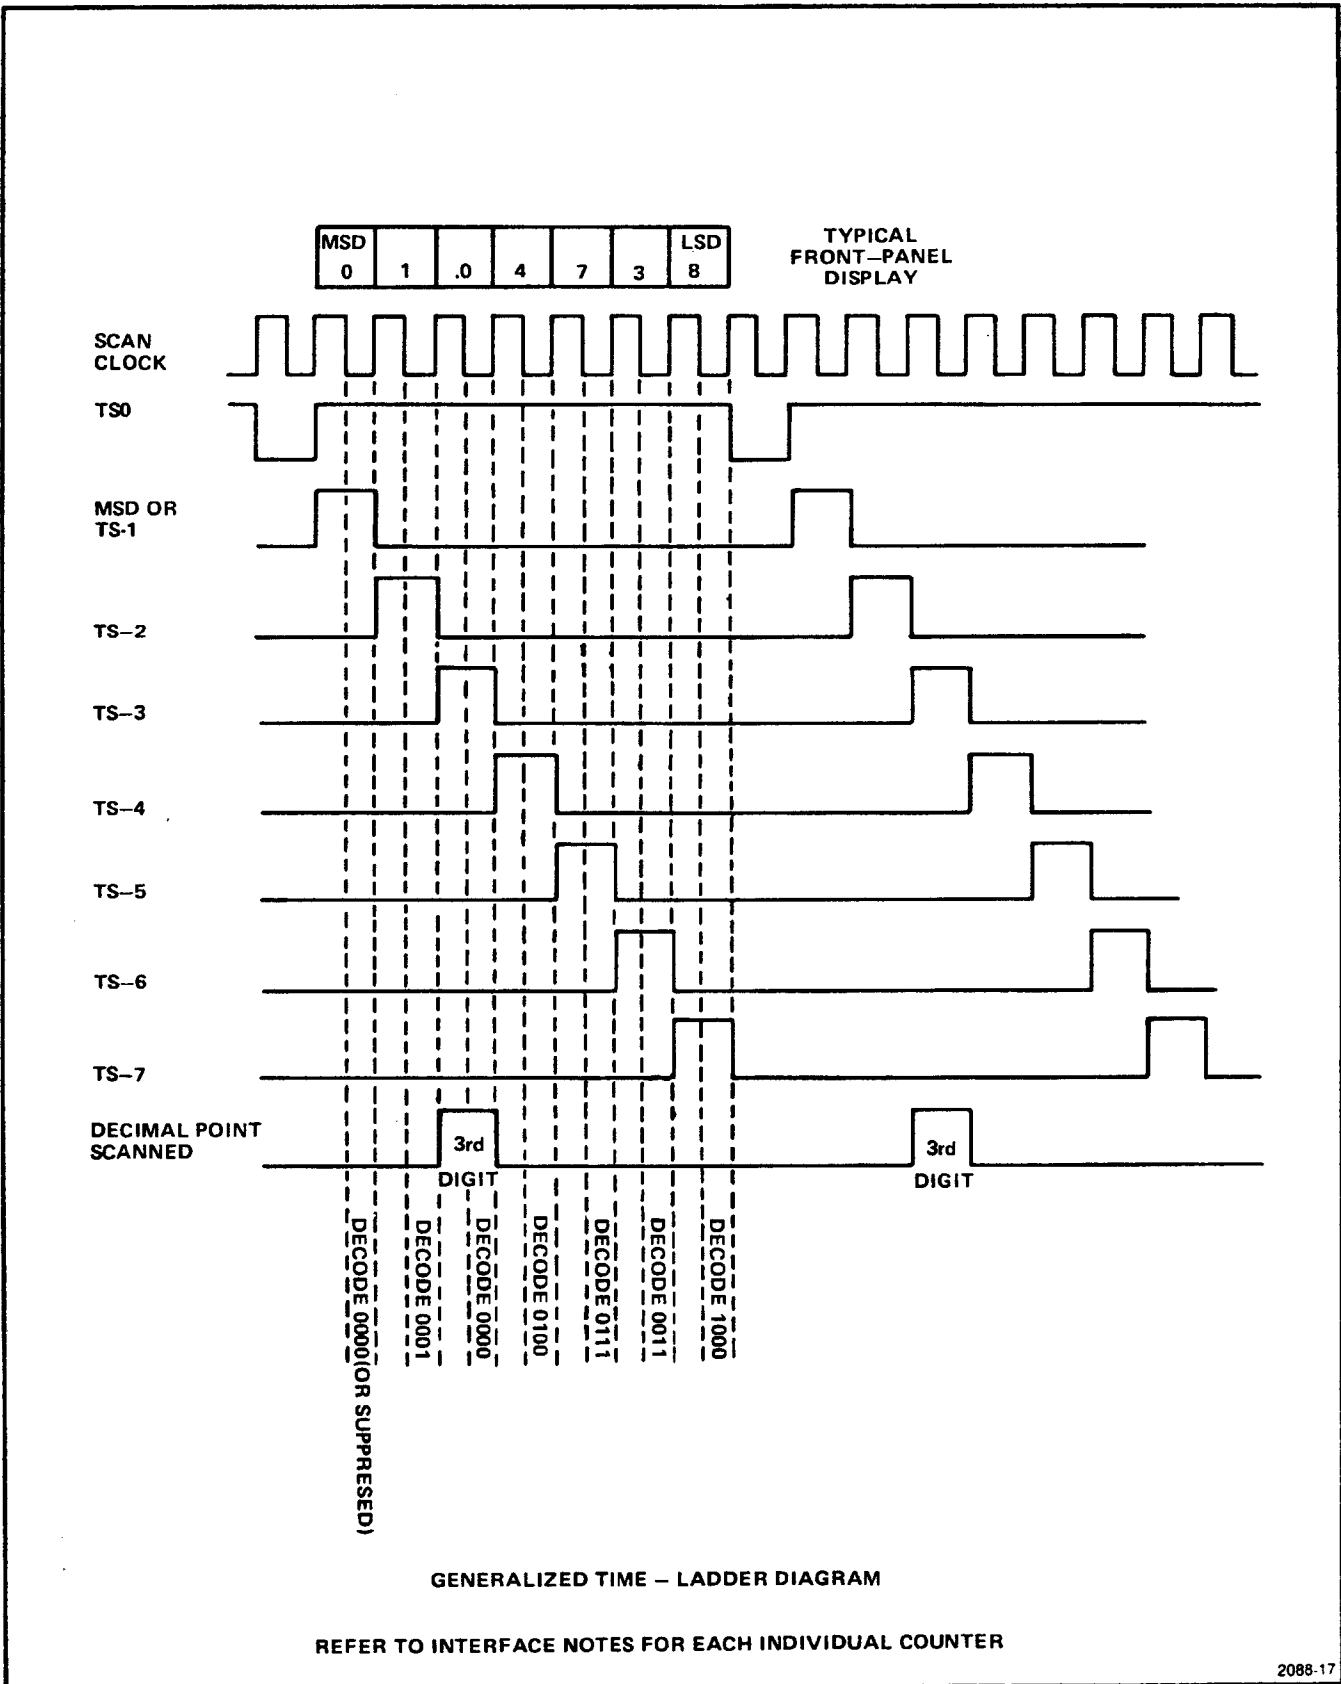 MSD LSD
0 1 .0 4 7 3 8
TYPICAL
FRONT–PANEL
DISPLAY
SCAN
CLOCK
TS0
MSD OR
TS-1
TS–2
TS–3
TS–4
TS–5
TS–6
TS–7
DECIMAL POINT
SCANNED
3rd
DIGIT
3rd
DIGIT
DECODE 0000(OR SUPPRESED)
DECODE 0001
DECODE 0000
DECODE 0100
DECODE 0111
DECODE 0011
DECODE 1000
GENERALIZED TIME – LADDER DIAGRAM
REFER TO INTERFACE NOTES FOR EACH INDIVIDUAL COUNTER
2088-17